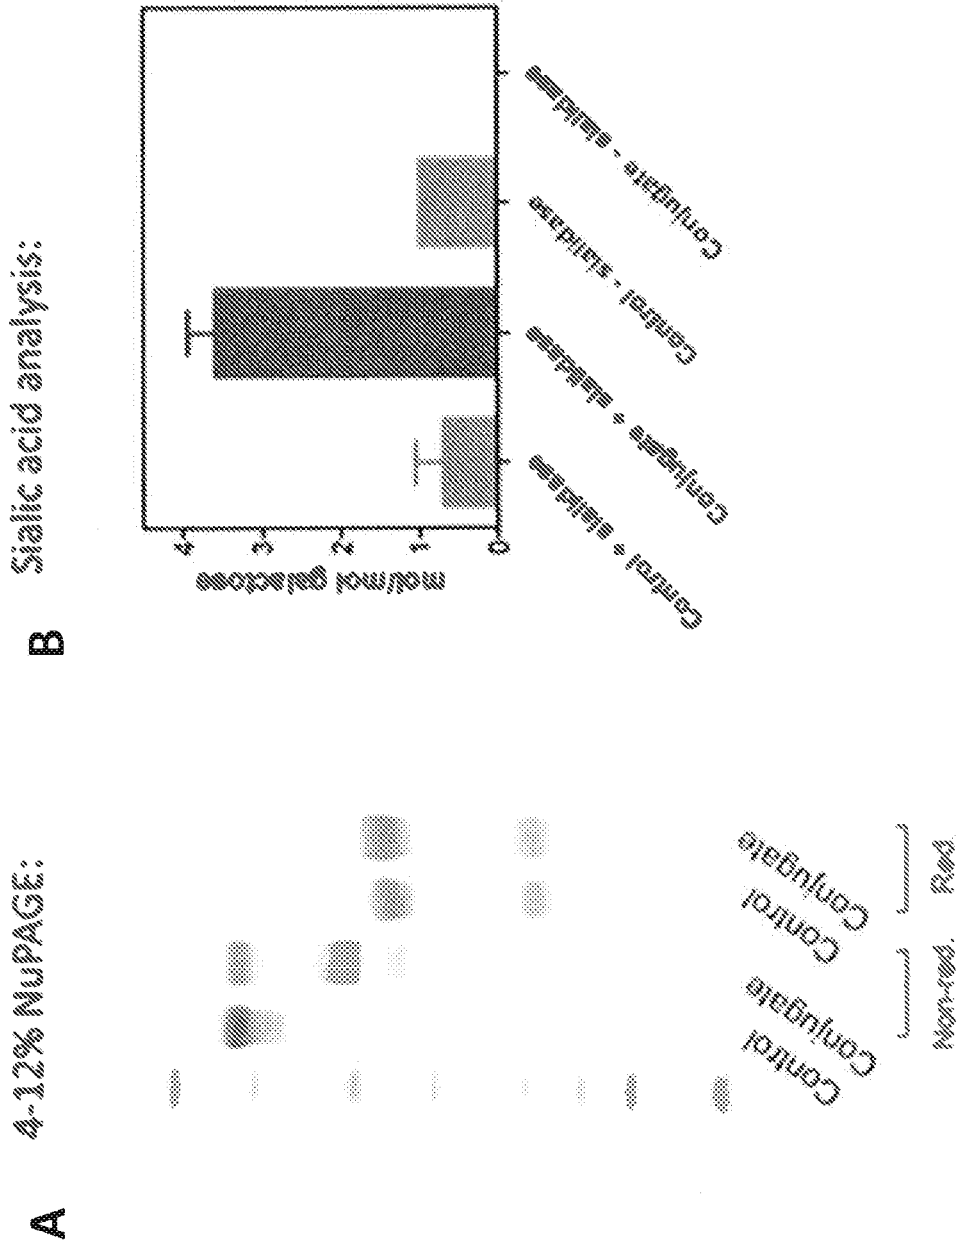 A 4-12% NuPAGE:
Control
Conjugate
Control
Conjugate
Non-red.
Red.
B Sialic acid analysis:
mol/mol galactose
4
3
2
1
0
Control + sialidase
Conjugate + sialidase
Control - sialidase
Conjugate - sialidase